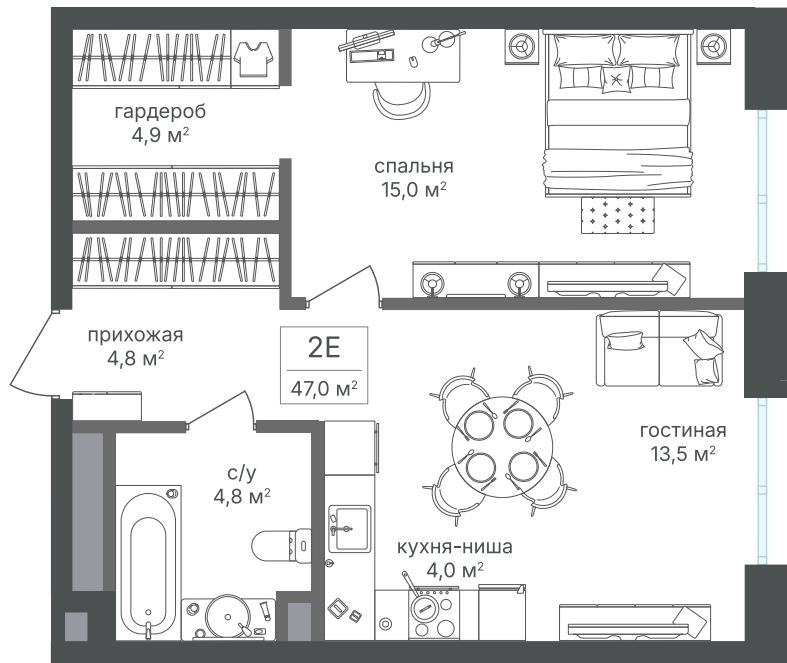 гардероб
4,9 м²
спальня
15,0 м²
прихожая
4,8 м²
2Е
47,0 м²
гостиная
13,5 м²
с/у
4,8 м²
кухня-ниша
4,0 м²